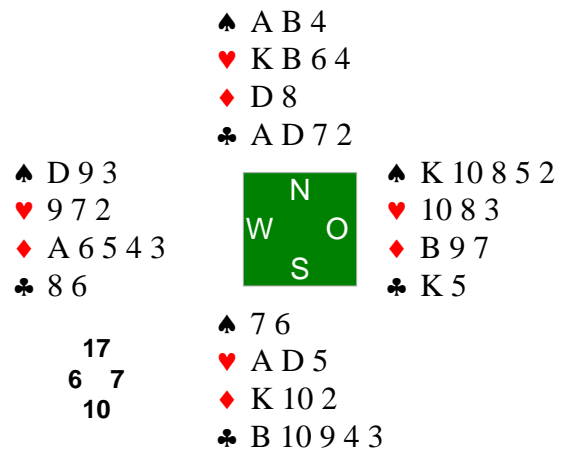 ♠ A B 4
♥ K B 6 4
♦ D 8
♣ A D 7 2
♠ D 9 3
♥ 9 7 2
♦ A 6 5 4 3
♣ 8 6
N
W O
S
♠ K 10 8 5 2
♥ 10 8 3
♦ B 9 7
♣ K 5
17
6 7
10
♠ 7 6
♥ A D 5
♦ K 10 2
♣ B 10 9 4 3